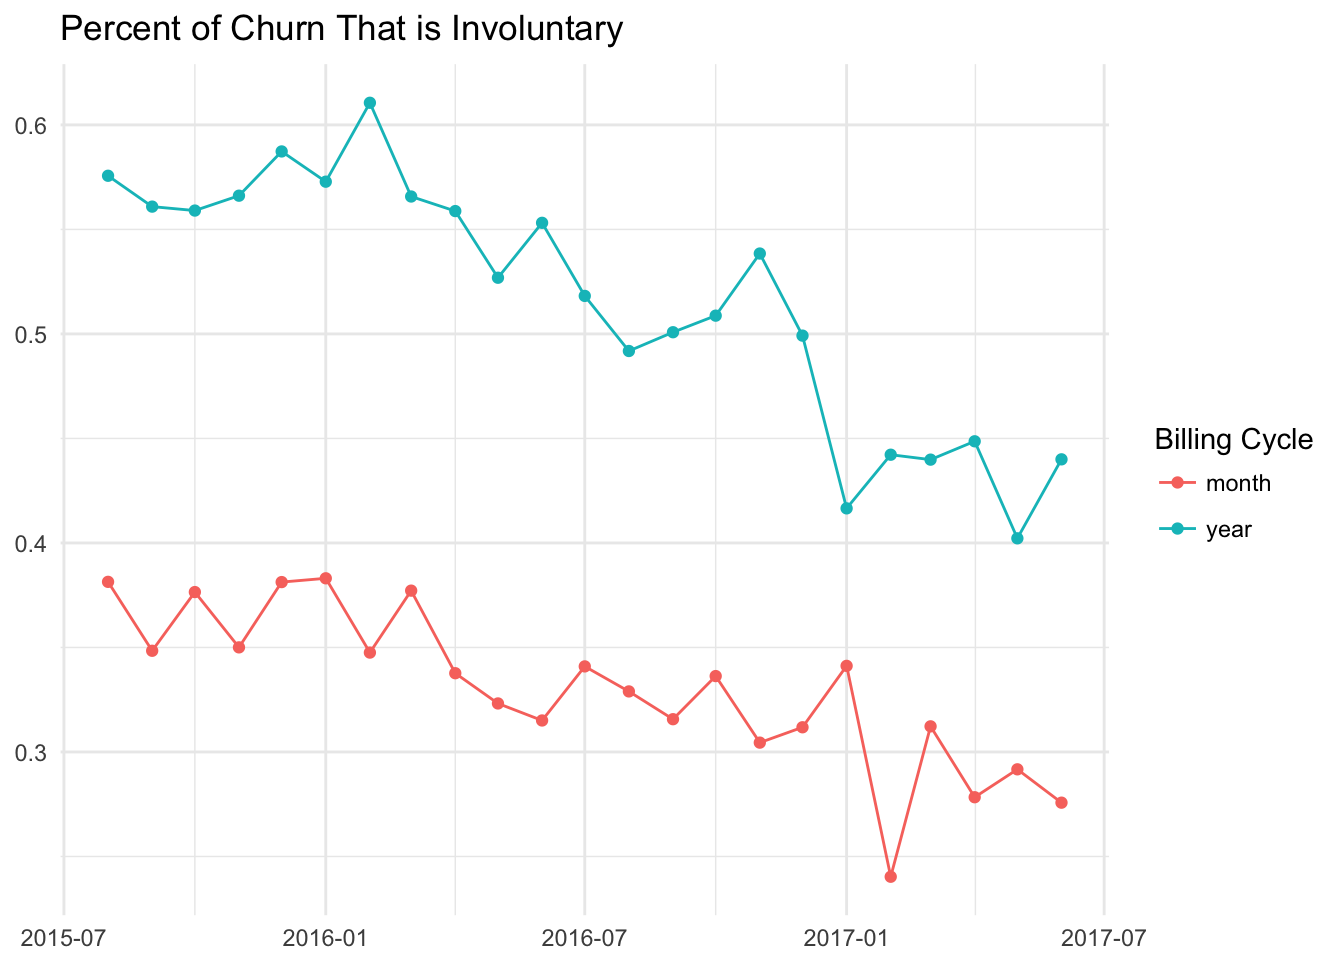 Percent of Churn That is Involuntary
0.6
0.5
0.4
0.3
2015-07
2016-01
2016-07
2017-01
2017-07
Billing Cycle
month
year